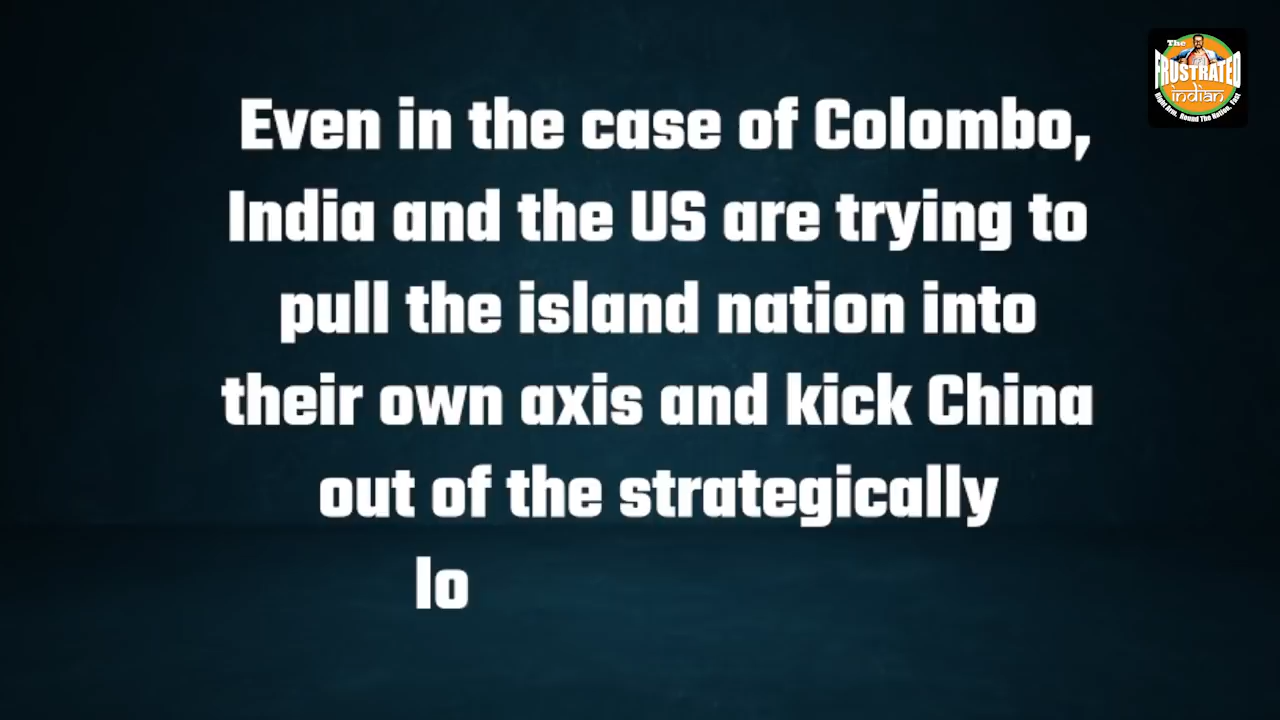 The
FRUSTRATED
indian
Even in the case of Colombo,
India and the US are trying to
pull the island nation into
their own axis and kick China
out of the strategically
lo